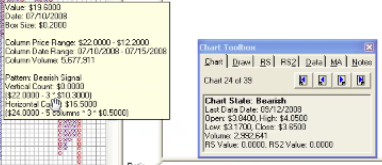 Value: $19.6000
Date: 07/10/2008
Box Size: $0.2000
Column Price Range: $22.0000 - $12.2000
Column Date Range: 07/10/2008 - 07/15/2008
Column Volume: 5,677,911
Pattern: Bearish Signal
Vertical Count: $0.0000
($22.0000 - 3 * $10.3000)
Horizontal $16.5000
($24.0000 - 5 columns * 3 * $0.5000)
Chart Toolbox
Chart Draw RS RS2 Data MA Notes
Chart 24 of 39
Chart State: Bearish
Last Data Date: 09/12/2008
Open: $3.0400, High: $4.0500
Low: $3.1700, Close: $3.6500
Volume: 2,992,641
RS Value: 0.0000, RS2 Value: 0.0000